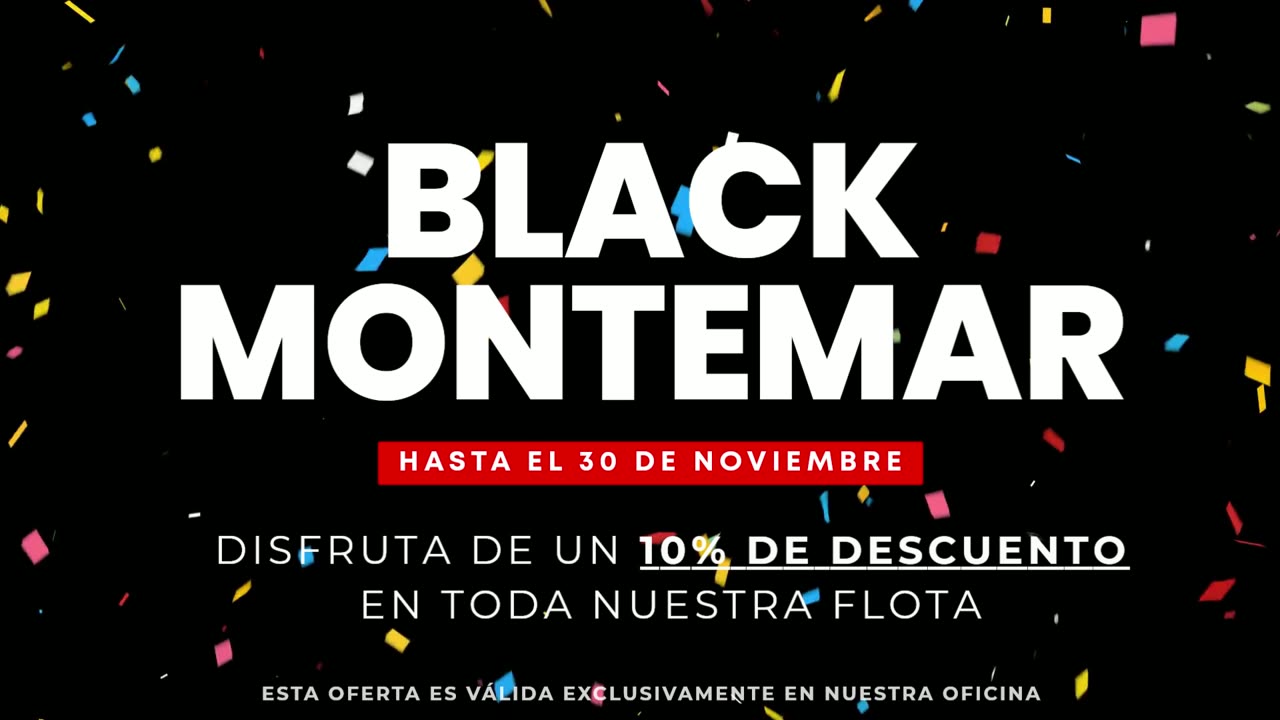 BLACK
MONTEMAR
HASTA EL 30 DE NOVIEMBRE
DISFRUTA DE UN 10% DE DESCUENTO
EN TODA NUESTRA FLOTA
ESTA OFERTA ES VÁLIDA EXCLUSIVAMENTE EN NUESTRA OFICINA